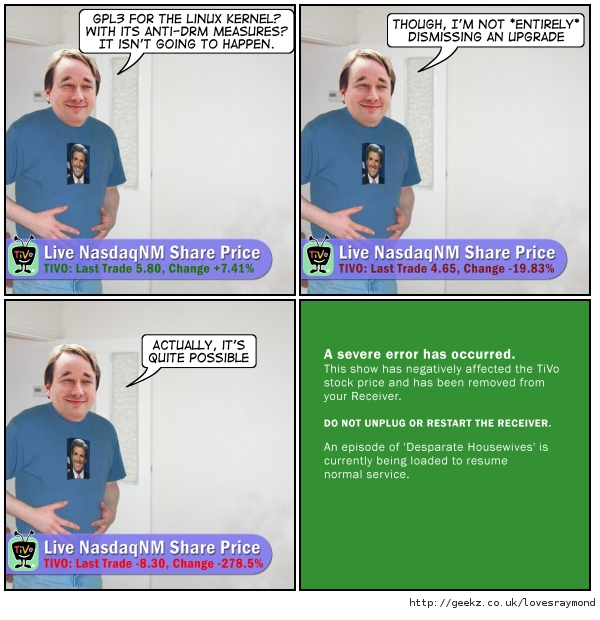 GPL3 FOR THE LINUX KERNEL?
WITH ITS ANTI-DRM MEASURES?
IT ISN'T GOING TO HAPPEN.
TiVo
Live NasdaqNM Share Price
TIVO: Last Trade 5.80, Change +7.41%
THOUGH, I'M NOT *ENTIRELY*
DISMISSING AN UPGRADE
TiVo
Live NasdaqNM Share Price
TIVO: Last Trade 4.65, Change -19.83%
ACTUALLY, IT'S
QUITE POSSIBLE
TiVo
Live NasdaqNM Share Price
TIVO: Last Trade -8.30, Change -278.5%
A severe error has occurred.
This show has negatively affected the TiVo
stock price and has been removed from
your Receiver.
DO NOT UNPLUG OR RESTART THE RECEIVER.
An episode of 'Desparate Housewives' is
currently being loaded to resume
normal service.
http://geekz.co.uk/lovesraymond